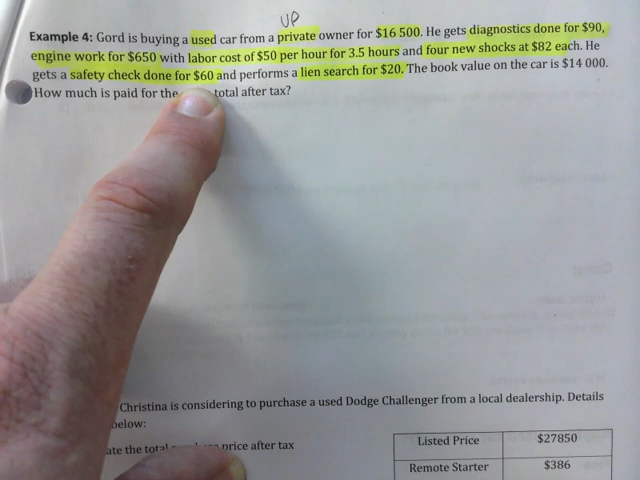 UP
Example 4: Gord is buying a used car from a private owner for $16 500. He gets diagnostics done for $90,
engine work for $650 with labor cost of $50 per hour for 3.5 hours and four new shocks at $82 each. He
gets a safety check done for $60 and performs a lien search for $20. The book value on the car is $14 000.
How much is paid for the total after tax?
Christina is considering to purchase a used Dodge Challenger from a local dealership. Details
below:
the total price after tax
Listed Price $27850
Remote Starter $386